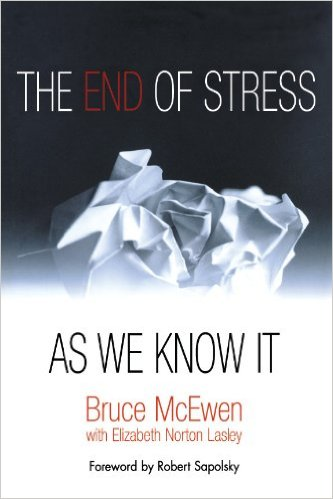 THE END OF STRESS
AS WE KNOW IT
Bruce McEwen
with Elizabeth Norton Lasley
Foreword by Robert Sapolsky